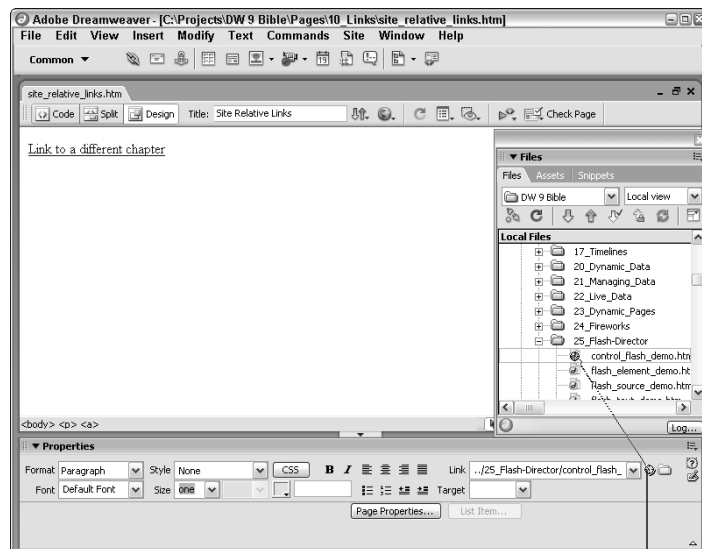 Adobe Dreamweaver - [C:\Projects\DW 9 Bible\Pages\10_Links\site_relative_links.htm]
File Edit View Insert Modify Text Commands Site Window Help
Common
site_relative_links.htm
Code Split Design Title: Site Relative Links Check Page
Link to a different chapter
Files
Files Assets Snippets
DW 9 Bible Local view
Local Files
17_Timelines
20_Dynamic_Data
21_Managing_Data
22_Live_Data
23_Dynamic_Pages
24_Fireworks
25_Flash-Director
control_flash_demo.htm
flash_element_demo.ht
flash_source_demo.htm
<body> <p> <a>
Log...
Properties
Format Paragraph Style None CSS B I Link ../25_Flash-Director/control_flash_
Font Default Font Size one Target
Page Properties... List Item...